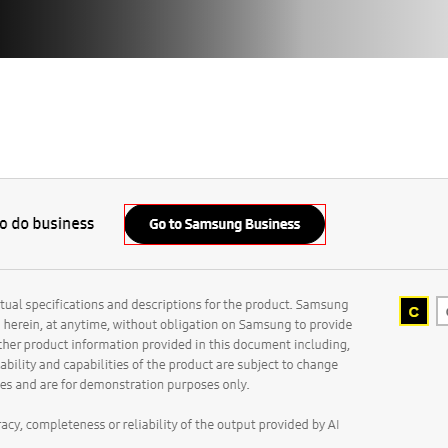 o do business
Go to Samsung Business
tual specifications and descriptions for the product. Samsung
herein, at anytime, without obligation on Samsung to provide
her product information provided in this document including,
ability and capabilities of the product are subject to change
es and are for demonstration purposes only.
C
acy, completeness or reliability of the output provided by AI